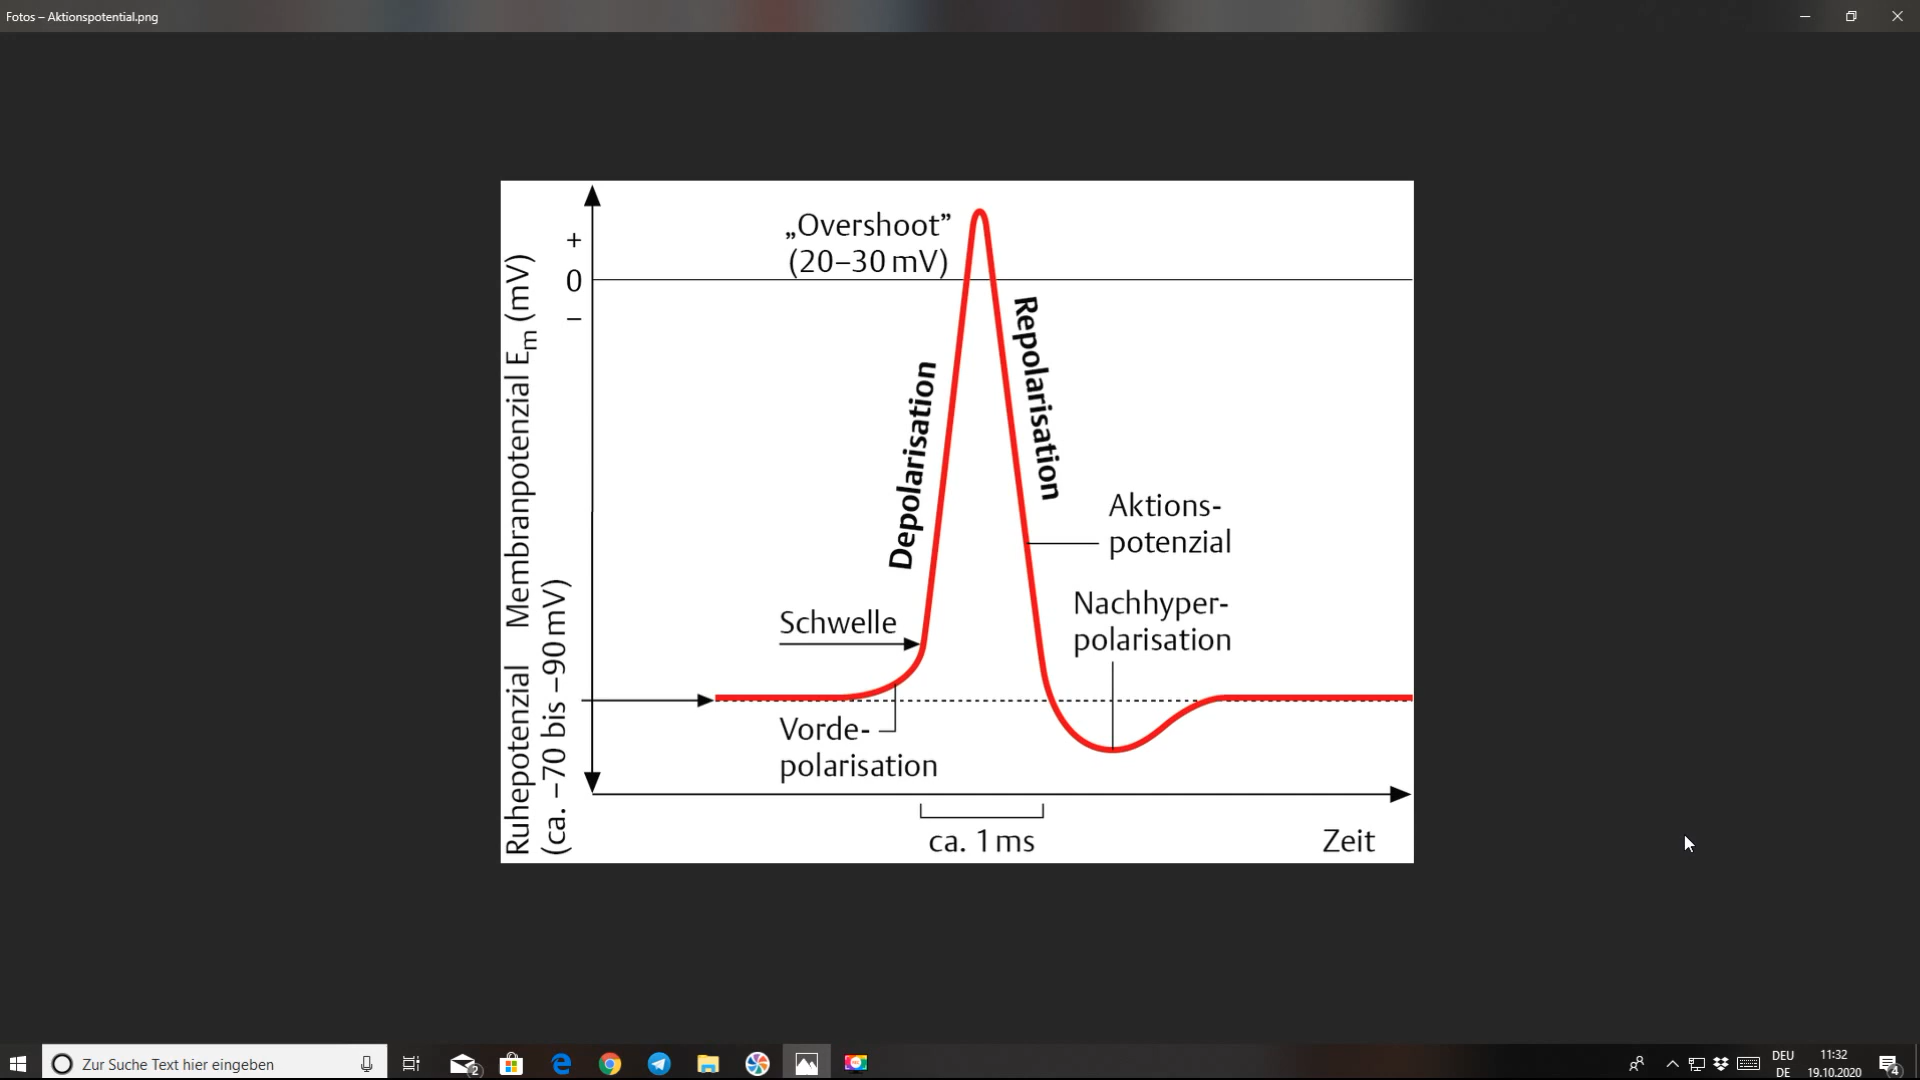 Fotos – Aktionspotential.png
„Overshoot”
(20–30 mV)
+
0
–
Membranpotenzial Em (mV)
Ruhepotenzial
(ca. –70 bis –90 mV)
Depolarisation
Repolarisation
Aktions-
potenzial
Schwelle
Nachhyper-
polarisation
Vorde-
polarisation
ca. 1 ms
Zeit
Zur Suche Text hier eingeben
2
DEU
DE
11:32
19.10.2020
4